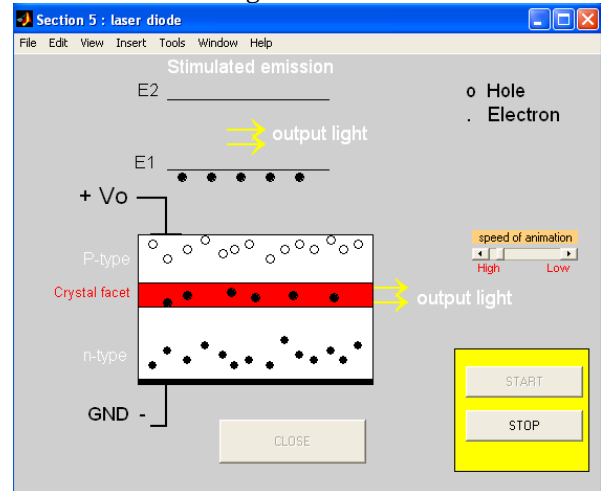 Section 5 : laser diode
File Edit View Insert Tools Window Help
Stimulated emission
E2
o Hole
. Electron
output light
E1
+ Vo
speed of animation
High Low
P-type
Crystal facet
output light
n-type
START
GND -
STOP
CLOSE